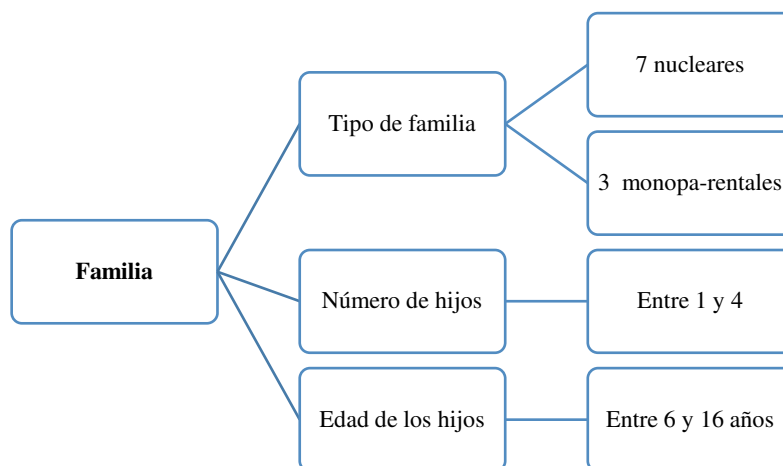 Familia
Tipo de familia
7 nucleares
3 monopa-rentales
Número de hijos
Entre 1 y 4
Edad de los hijos
Entre 6 y 16 años